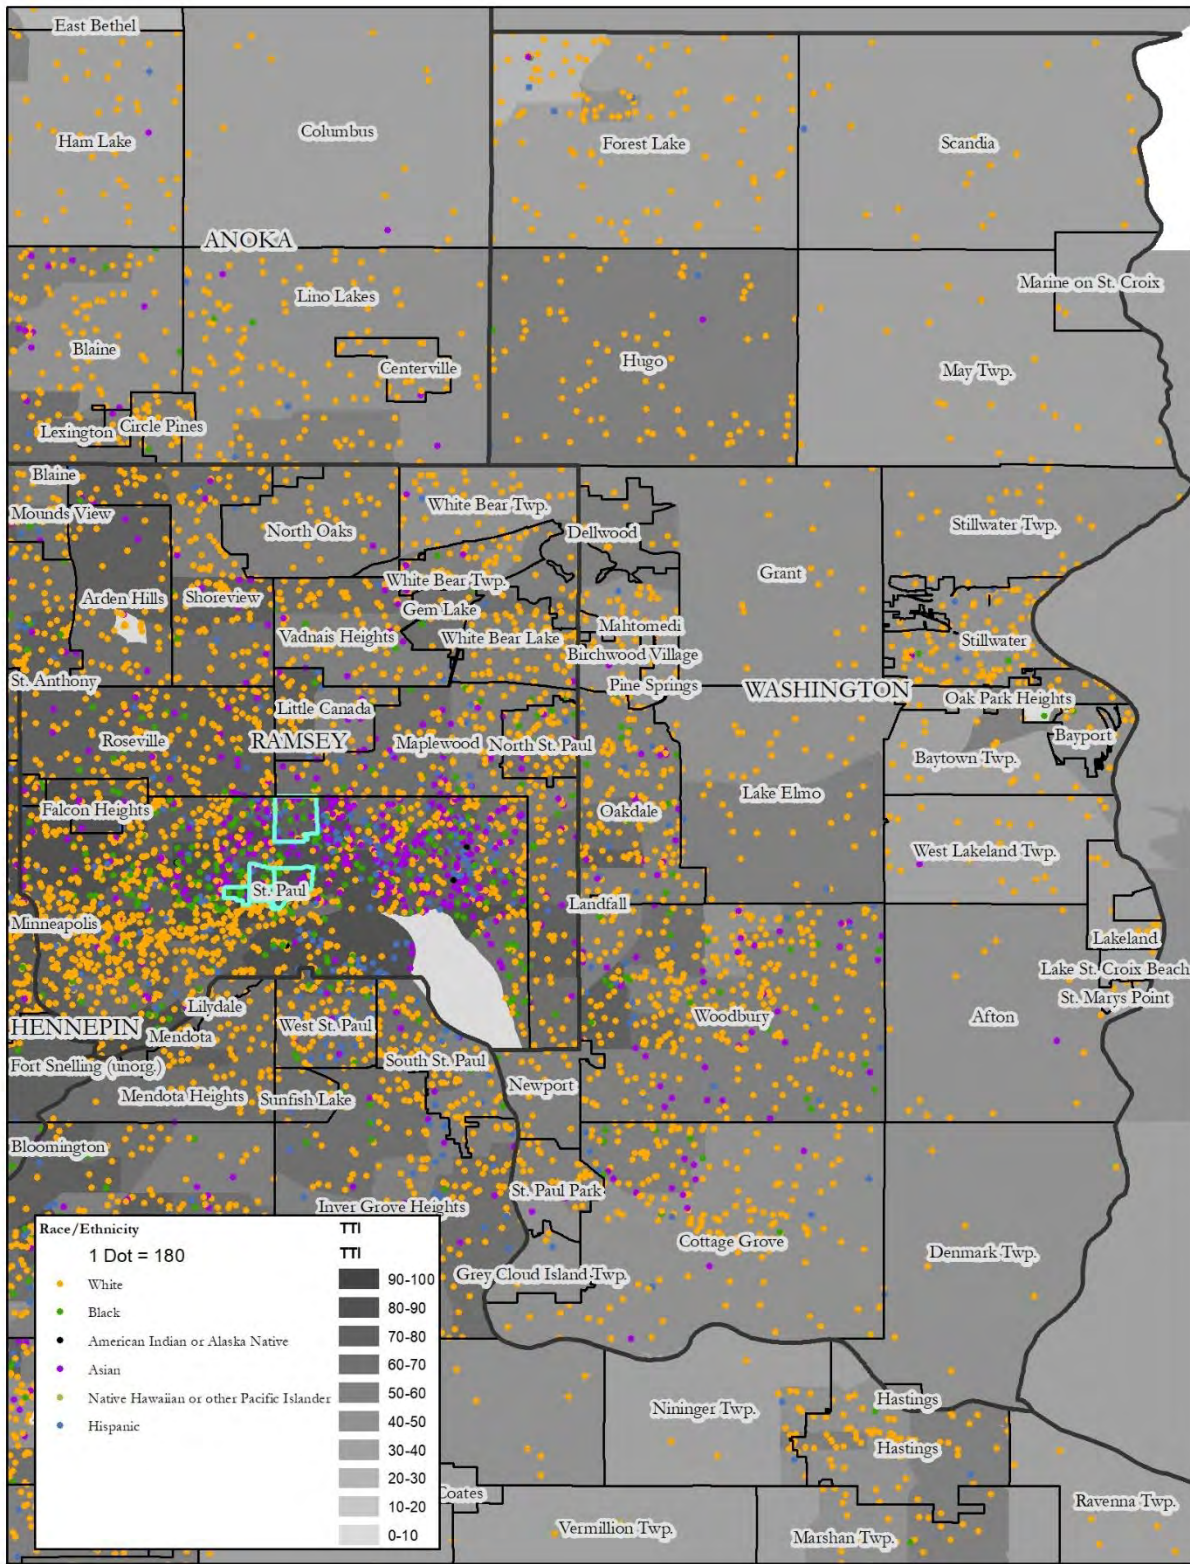 East Bethel
Ham Lake
Columbus
Forest Lake
Scandia
ANOKA
Marine on St. Croix
Lino Lakes
Blaine
Centerville
Hugo
May Twp.
Lexington
Circle Pines
Blaine
Mounds View
North Oaks
White Bear Twp.
Dellwood
Stillwater Twp.
Grant
White Bear Twp.
Arden Hills
Shoreview
Gem Lake
Vadnais Heights
White Bear Lake
Mahtomedi
Stillwater
Birchwood Village
St. Anthony
Pine Springs
WASHINGTON
Oak Park Heights
Little Canada
Roseville
RAMSEY
Maplewood
North St. Paul
Bayport
Baytown Twp.
Falcon Heights
Oakdale
Lake Elmo
West Lakeland Twp.
St. Paul
Landfall
Minneapolis
Lakeland
Lake St. Croix Beach
St. Marys Point
Lilydale
HENNEPIN
Mendota
West St. Paul
Woodbury
Afton
Fort Snelling (unorg.)
South St. Paul
Newport
Mendota Heights
Sunfish Lake
Bloomington
St. Paul Park
Inver Grove Heights
Cottage Grove
Denmark Twp.
Grey Cloud Island Twp.
Nininger Twp.
Hastings
Hastings
Coates
Ravenna Twp.
Vermillion Twp.
Marshan Twp.
Race/Ethnicity
1 Dot = 180
White
Black
American Indian or Alaska Native
Asian
Native Hawaiian or other Pacific Islander
Hispanic
TTI
TTI
90-100
80-90
70-80
60-70
50-60
40-50
30-40
20-30
10-20
0-10